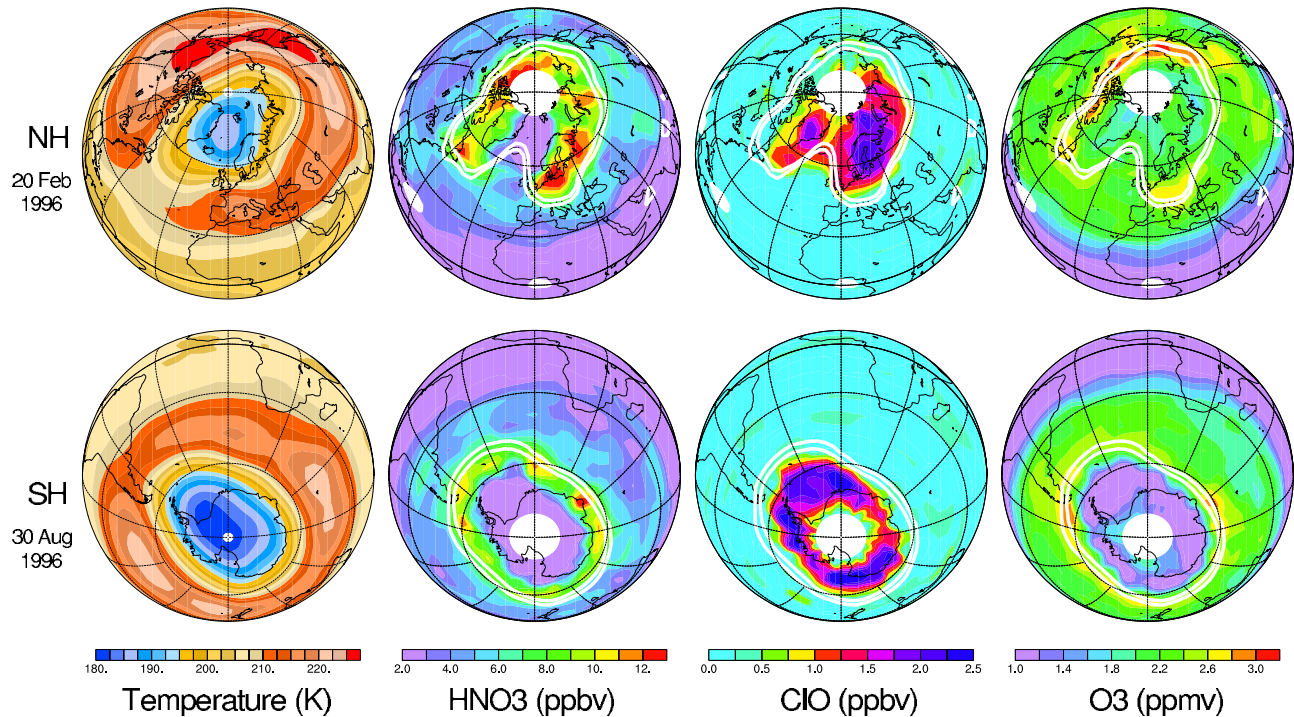 NH
20 Feb
1996
SH
30 Aug
1996
180. 190. 200. 210. 220.
2.0 4.0 6.0 8.0 10. 12.
0.0 0.5 1.0 1.5 2.0 2.5
1.0 1.4 1.8 2.2 2.6 3.0
Temperature (K)
HNO3 (ppbv)
ClO (ppbv)
O3 (ppmv)